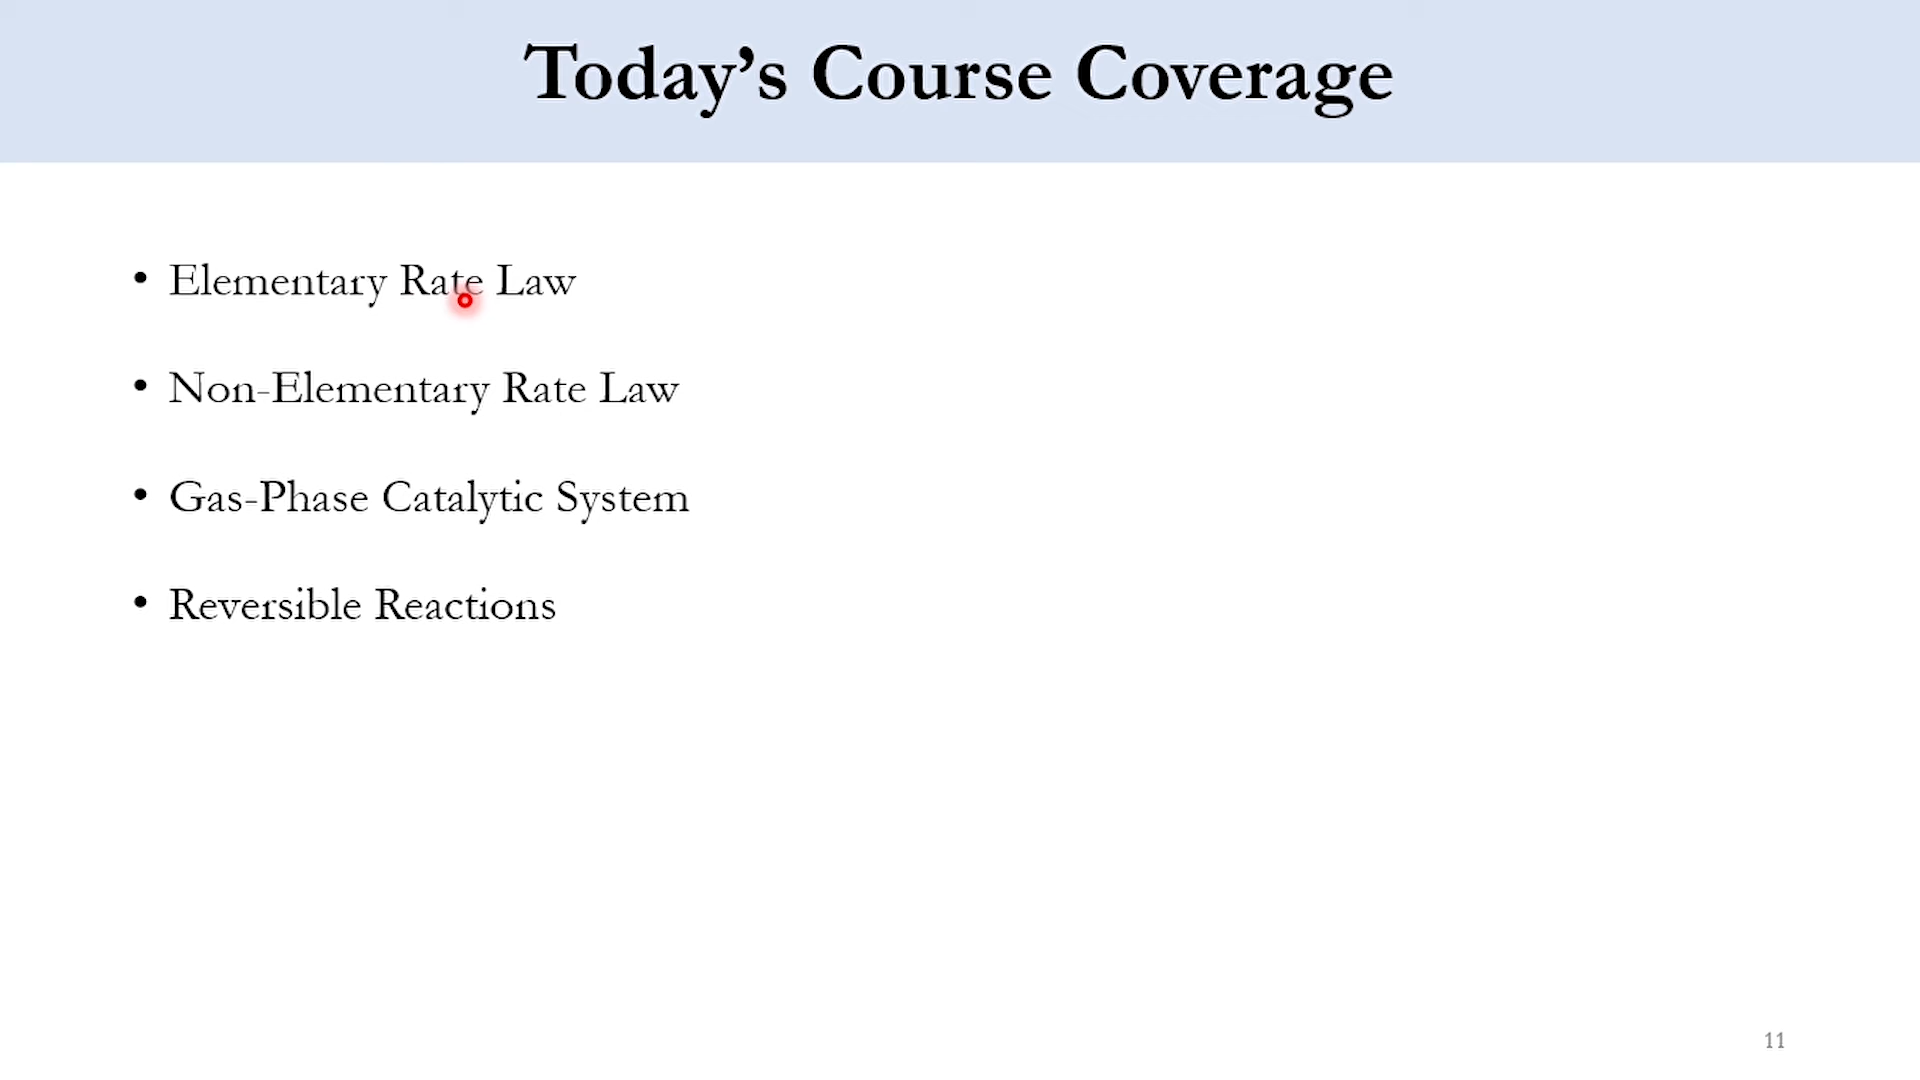 Today’s Course Coverage
• Elementary Rate Law
• Non-Elementary Rate Law
• Gas-Phase Catalytic System
• Reversible Reactions
11